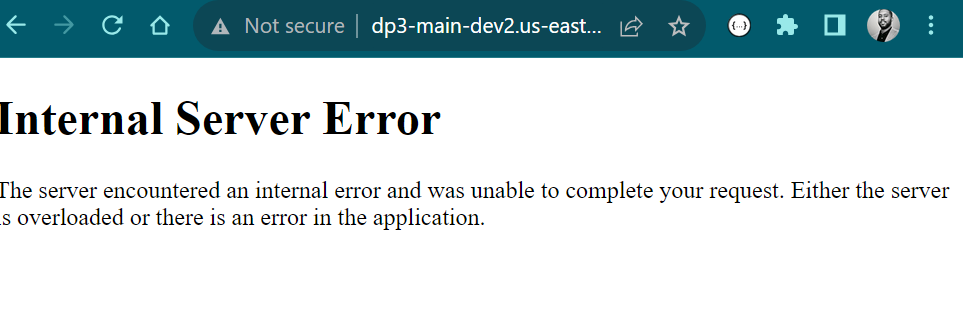 Not secure | dp3-main-dev2.us-east...
Internal Server Error
The server encountered an internal error and was unable to complete your request. Either the server
is overloaded or there is an error in the application.